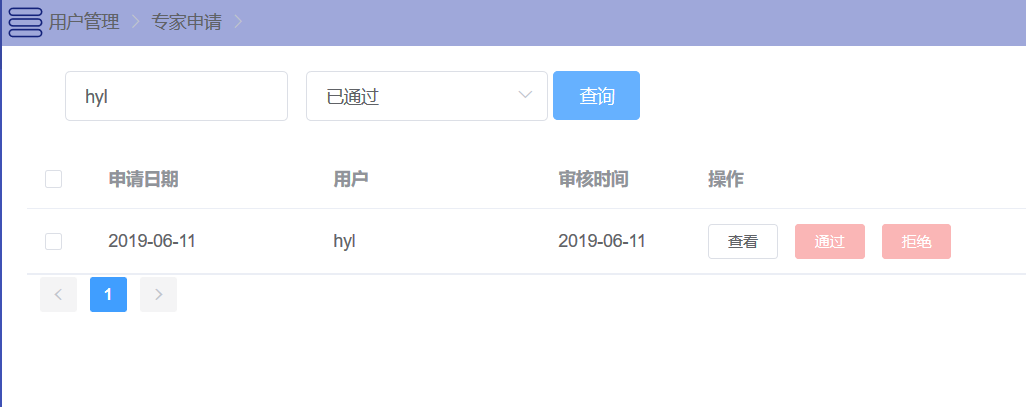 用户管理 专家申请
hyl 已通过 查询
申请日期 用户 审核时间 操作
2019-06-11 hyl 2019-06-11 查看 通过 拒绝
1